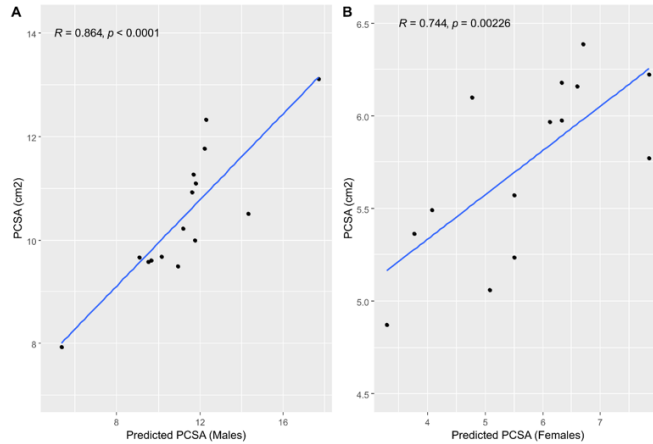 A
R = 0.864, p < 0.0001
14
12
10
8
PCSA (cm2)
8
12
16
Predicted PCSA (Males)
B
R = 0.744, p = 0.00226
6.5
6.0
5.5
5.0
4.5
PCSA (cm2)
4
5
6
7
Predicted PCSA (Females)